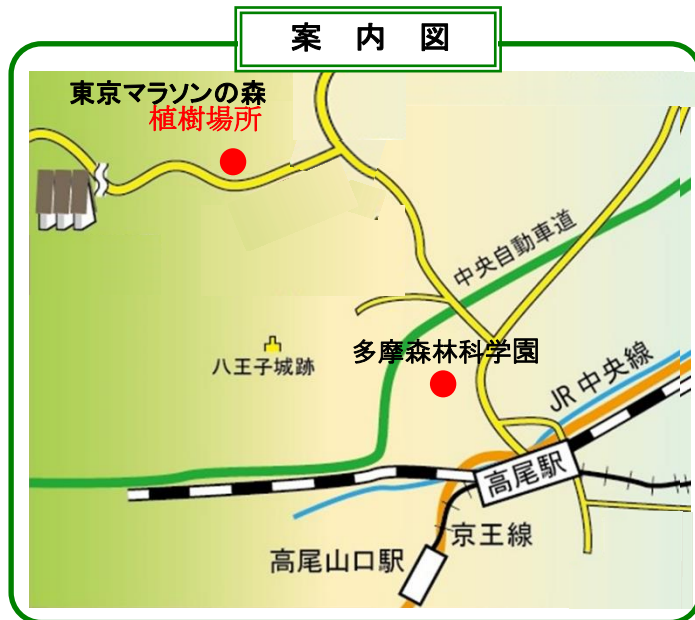 案 内 図
東京マラソンの森
植樹場所
中央自動車道
多摩森林科学園
八王子城跡
JR中央線
高尾駅
京王線
高尾山口駅